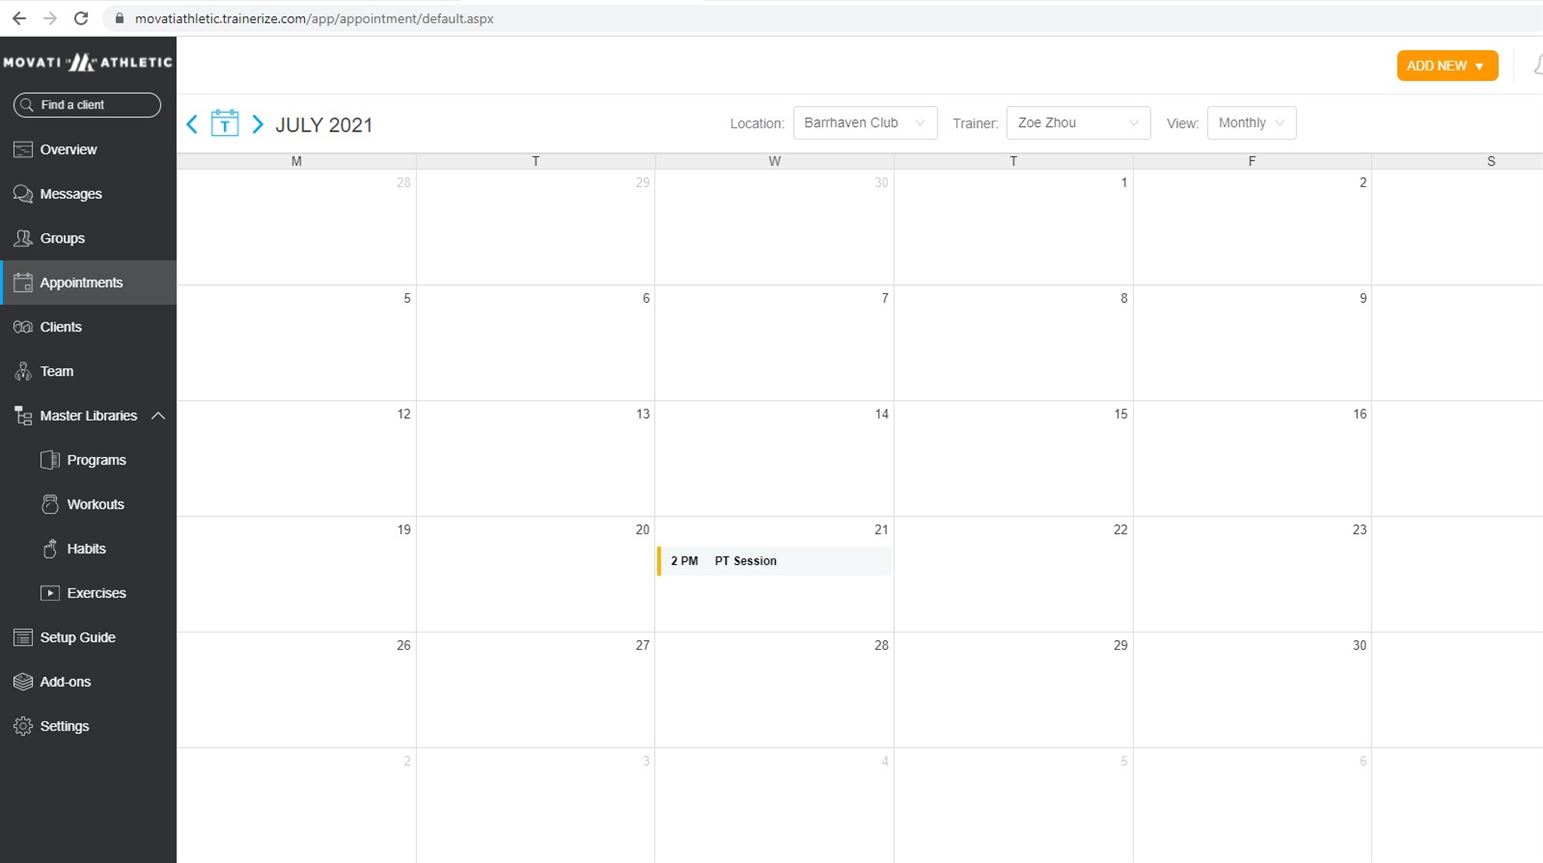 movatiathletic.trainerize.com/app/appointment/default.aspx
MOVATI ATHLETIC
Find a client
Overview
Messages
Groups
Appointments
Clients
Team
Master Libraries
Programs
Workouts
Habits
Exercises
Setup Guide
Add-ons
Settings
ADD NEW
T
JULY 2021
Location: Barrhaven Club Trainer: Zoe Zhou View: Monthly
M T W T F S
28 29 30 1 2
5 6 7 8 9
12 13 14 15 16
19 20 21 22 23
2 PM PT Session
26 27 28 29 30
2 3 4 5 6